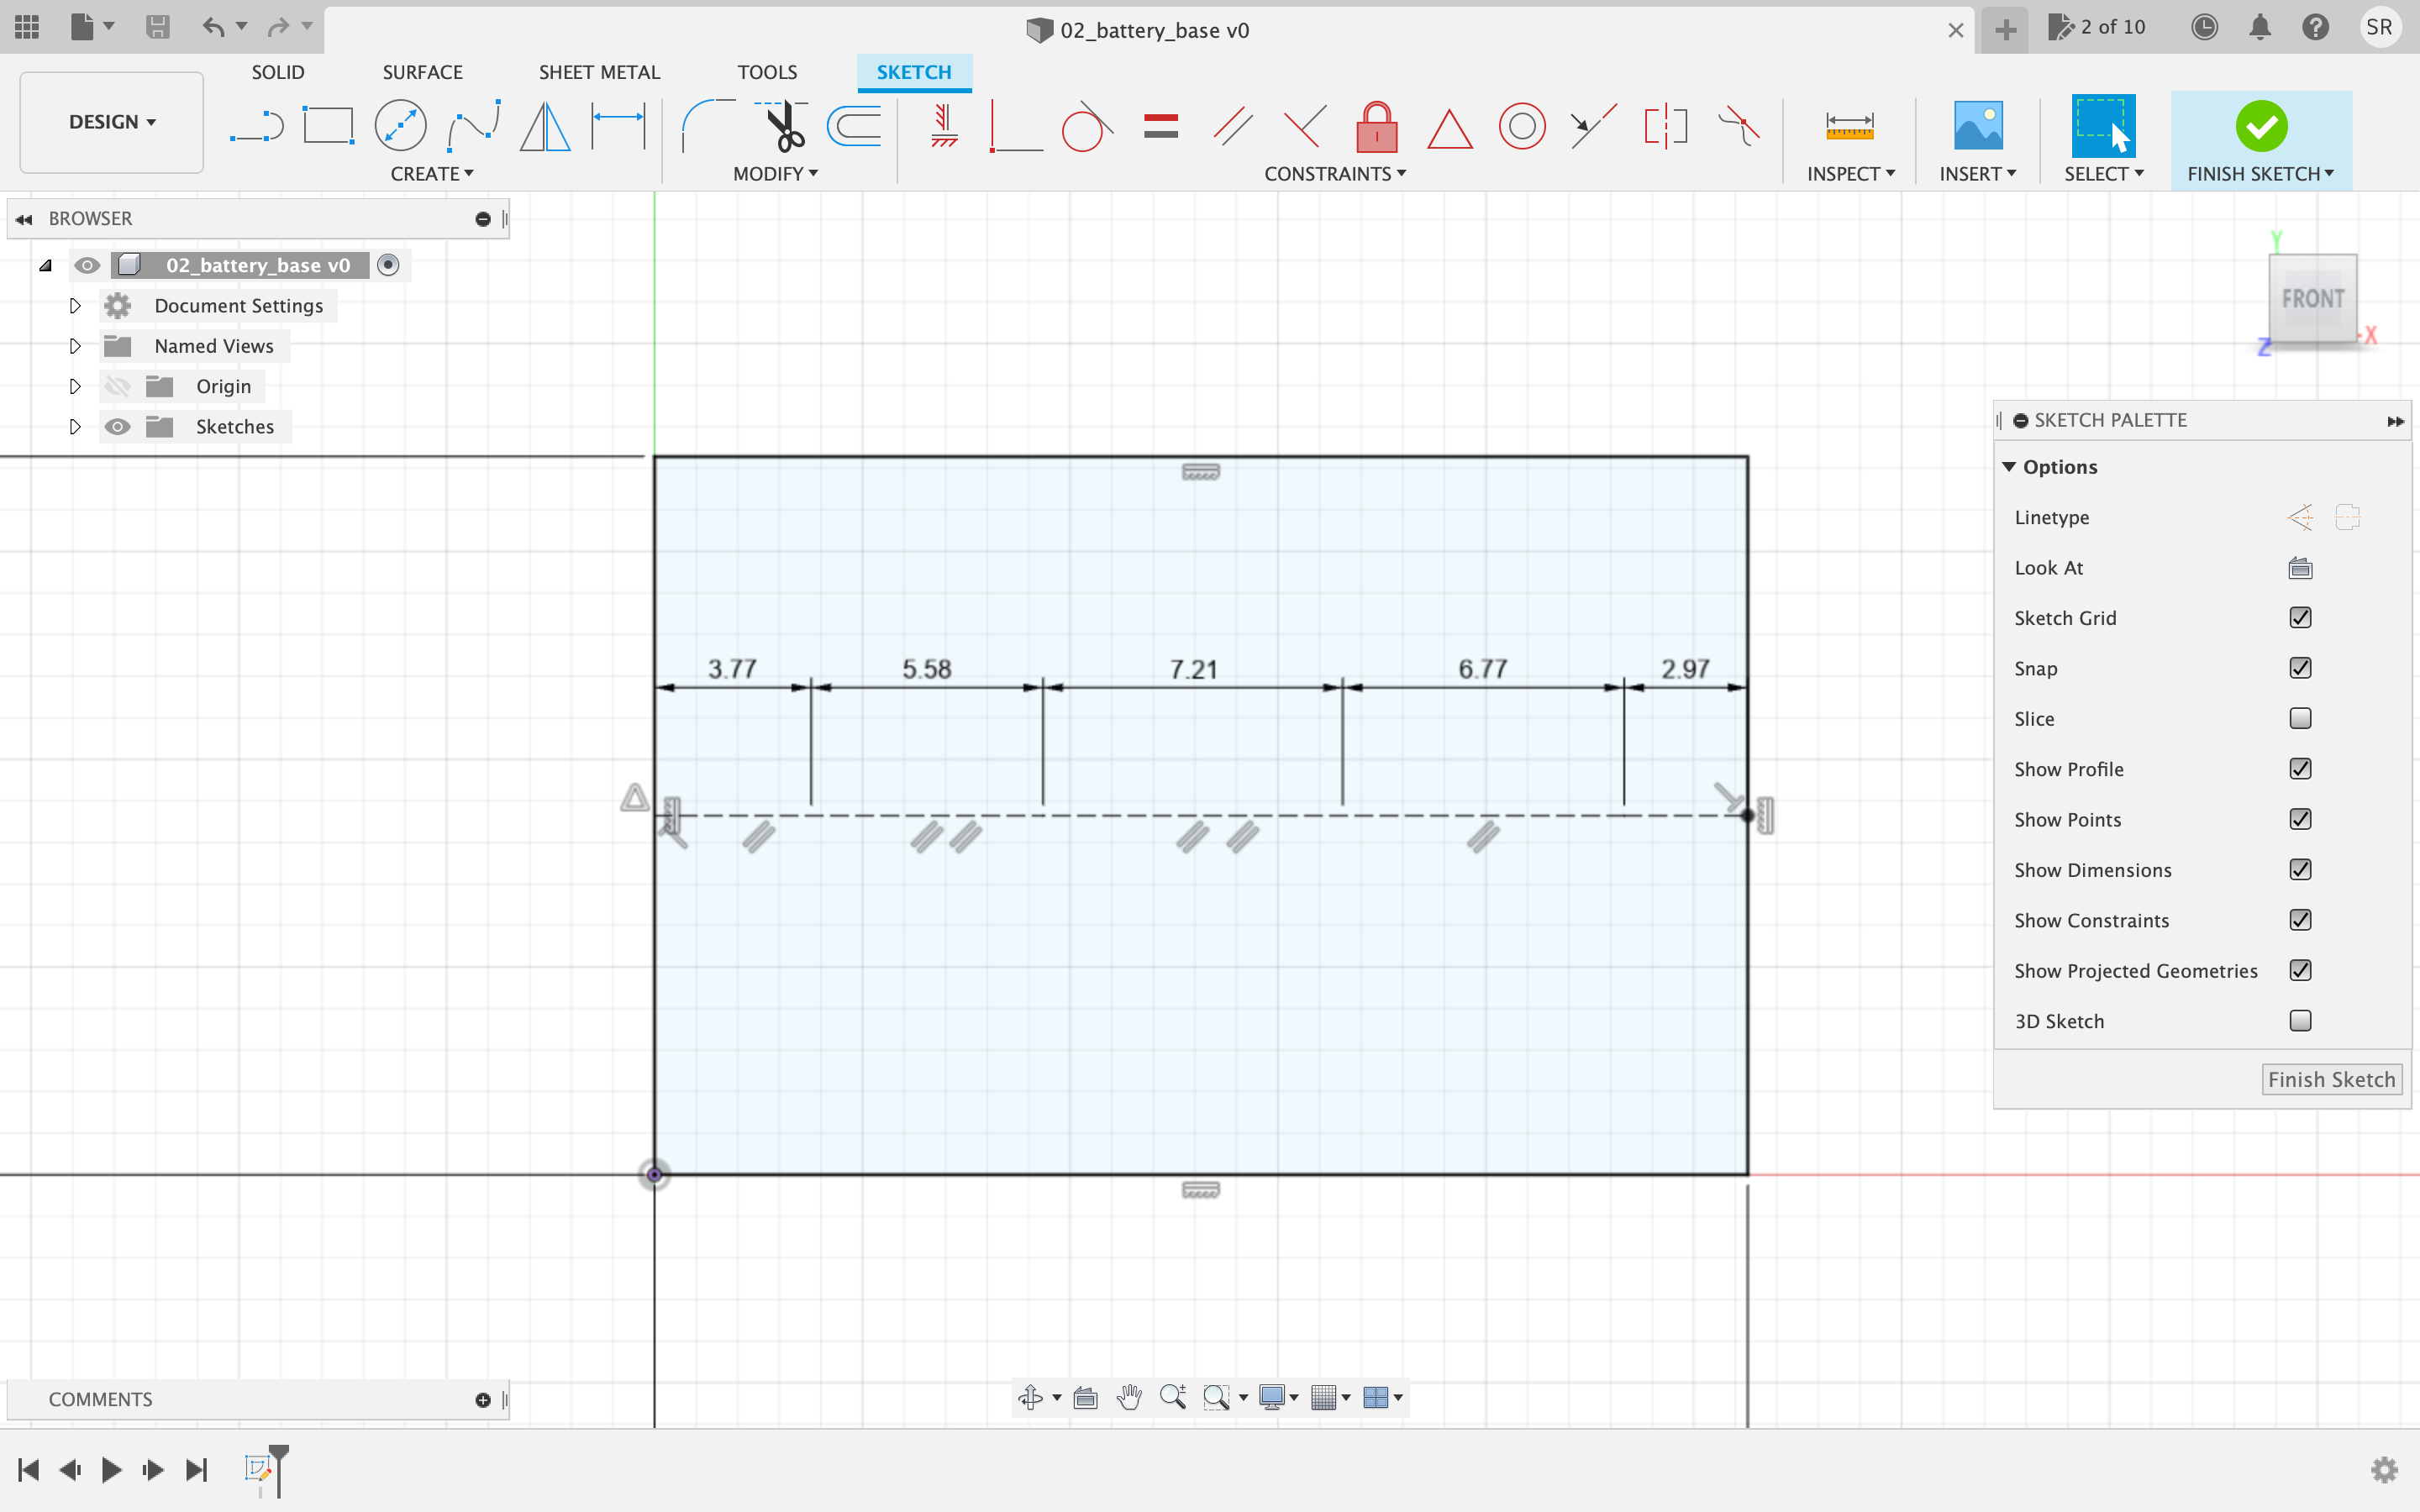 02_battery_base v0
2 of 10
SR
SOLID
SURFACE
SHEET METAL
TOOLS
SKETCH
DESIGN
CREATE
MODIFY
CONSTRAINTS
INSPECT
INSERT
SELECT
FINISH SKETCH
BROWSER
02_battery_base v0
Document Settings
Named Views
Origin
Sketches
Y
FRONT
X
Z
SKETCH PALETTE
Options
Linetype
Look At
Sketch Grid
Snap
Slice
Show Profile
Show Points
Show Dimensions
Show Constraints
Show Projected Geometries
3D Sketch
Finish Sketch
3.77
5.58
7.21
6.77
2.97
COMMENTS